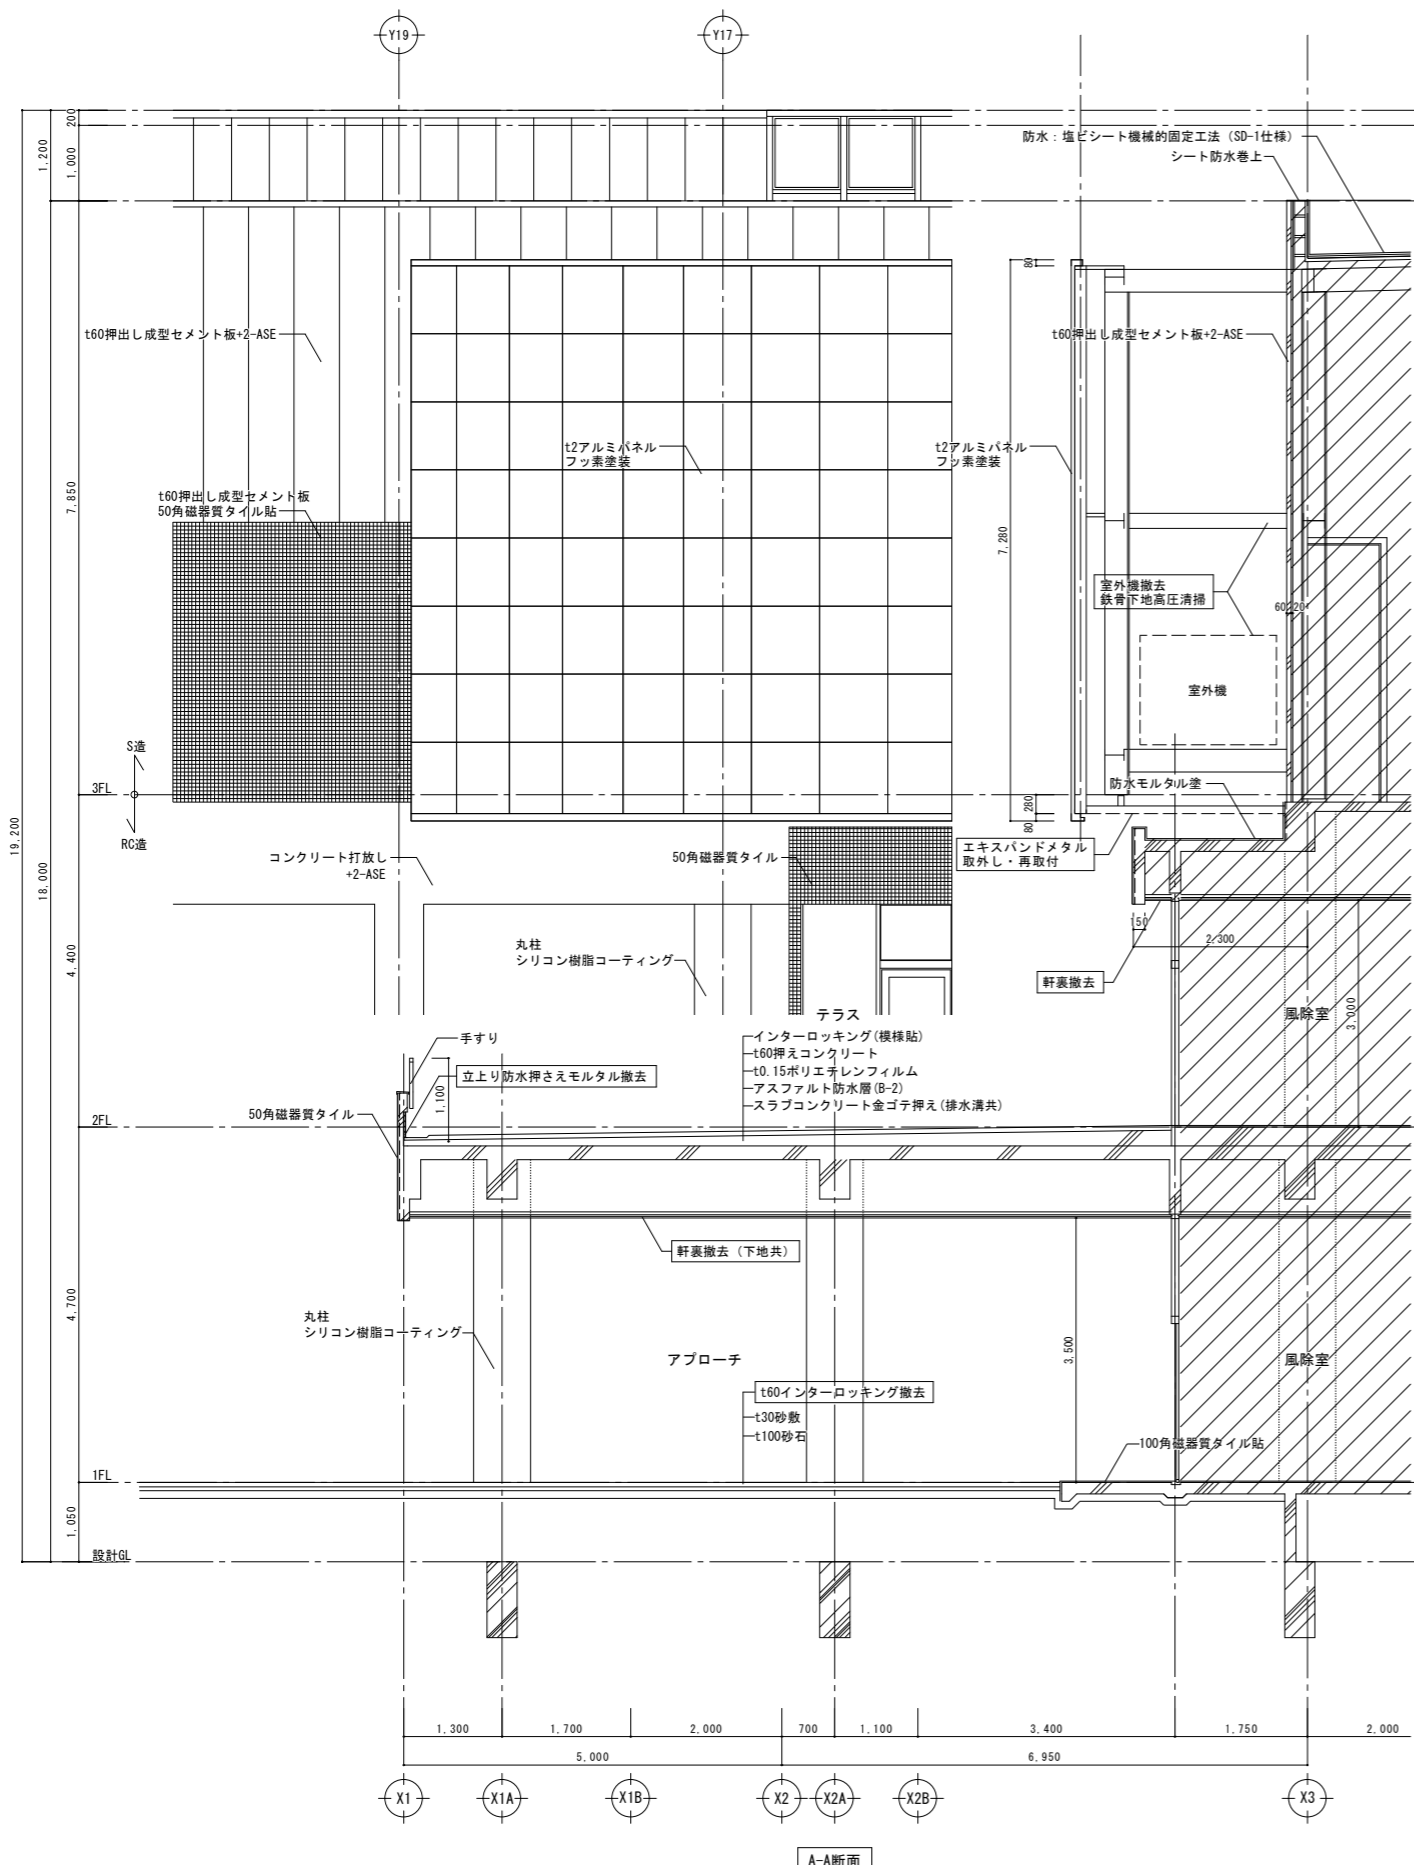 Y19
Y17
防水：塩ビシート機械的固定工法（SD-1仕様）
シート防水巻上
200
1,200
1,000
80
t60押出し成型セメント板+2-ASE
t60押出し成型セメント板+2-ASE
t2アルミパネル
フッ素塗装
t2アルミパネル
フッ素塗装
7,850
t60押出し成型セメント板
50角磁器質タイル貼
7,280
室外機撤去
鉄骨下地高圧清掃
室外機
S造
3FL
RC造
防水モルタル塗
280
80
19,200
18,000
コンクリート打放し
+2-ASE
50角磁器質タイル
エキスパンドメタル
取外し・再取付
150
2,300
4,400
丸柱
シリコン樹脂コーティング
軒裏撤去
風除室
3,000
テラス
インターロッキング(模様貼)
t60押えコンクリート
t0.15ポリエチレンフィルム
アスファルト防水層(B-2)
スラブコンクリート金ゴテ押え(排水溝共)
手すり
立上り防水押さえモルタル撤去
1,100
50角磁器質タイル
2FL
軒裏撤去（下地共）
4,700
丸柱
シリコン樹脂コーティング
アプローチ
3,500
風除室
t60インターロッキング撤去
t30砂敷
t100砂石
100角磁器質タイル貼
1FL
1,050
設計GL
1,300
1,700
2,000
700
1,100
3,400
1,750
2,000
5,000
6,950
X1
X1A
X1B
X2
X2A
X2B
X3
A-A断面